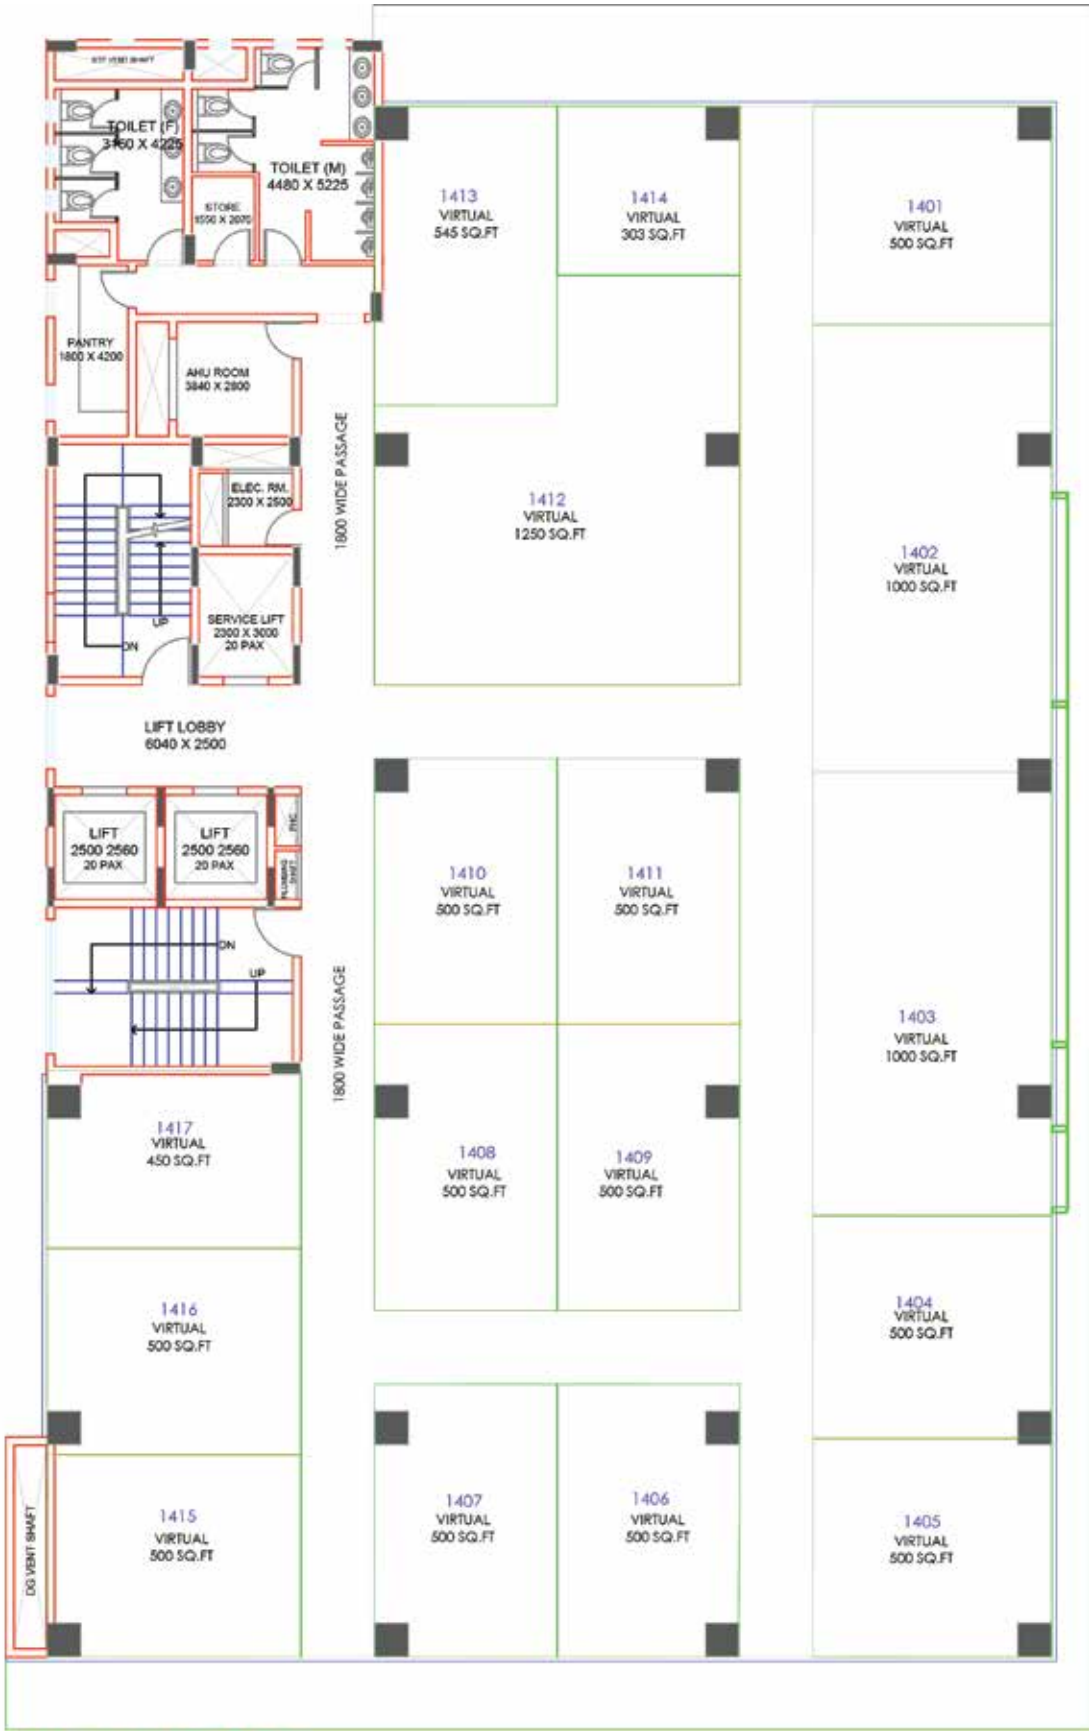 TOILET (F)
3160 X 4225
TOILET (M)
4480 X 5225
STORE
1550 X 2070
PANTRY
1800 X 4200
AHU ROOM
3840 X 2800
ELEC. RM.
2300 X 2500
UP
DN
SERVICE LIFT
2300 X 3000
20 PAX
1800 WIDE PASSAGE
LIFT LOBBY
6040 X 2500
LIFT
2500 2560
20 PAX
LIFT
2500 2560
20 PAX
PLUMBING
SHAFT
DN
UP
1800 WIDE PASSAGE
1413
VIRTUAL
545 SQ.FT
1414
VIRTUAL
303 SQ.FT
1401
VIRTUAL
500 SQ.FT
1412
VIRTUAL
1250 SQ.FT
1402
VIRTUAL
1000 SQ.FT
1410
VIRTUAL
500 SQ.FT
1411
VIRTUAL
500 SQ.FT
1403
VIRTUAL
1000 SQ.FT
1417
VIRTUAL
450 SQ.FT
1408
VIRTUAL
500 SQ.FT
1409
VIRTUAL
500 SQ.FT
1416
VIRTUAL
500 SQ.FT
1404
VIRTUAL
500 SQ.FT
1415
VIRTUAL
500 SQ.FT
1407
VIRTUAL
500 SQ.FT
1406
VIRTUAL
500 SQ.FT
1405
VIRTUAL
500 SQ.FT
DG VENT SHAFT